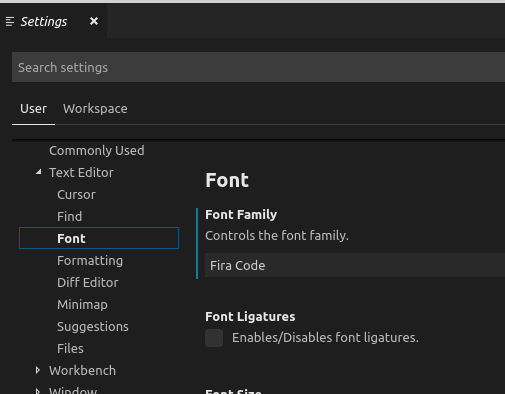 Settings
Search settings
User Workspace
Commonly Used
Text Editor
Cursor
Find
Font
Formatting
Diff Editor
Minimap
Suggestions
Files
Workbench
Window
Font
Font Family
Controls the font family.
Fira Code
Font Ligatures
Enables/Disables font ligatures.
Font Size